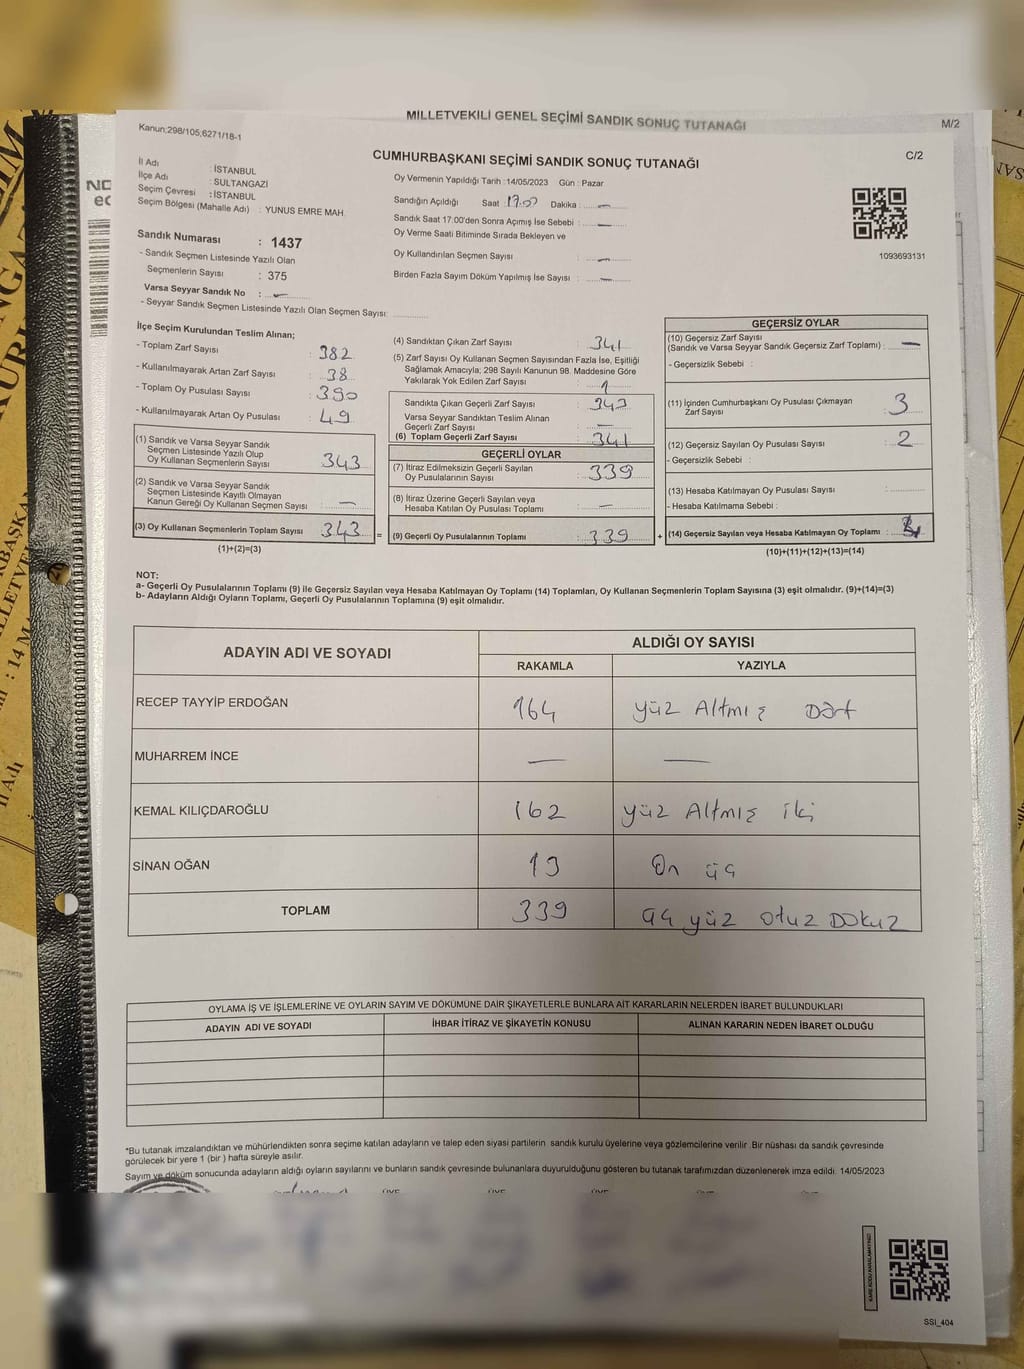 MİLLETVEKİLİ GENEL SEÇİMİ SANDIK SONUÇ TUTANAĞI
M/2
Kanun:298/105,6271/18-1
C/2
CUMHURBAŞKANI SEÇİMİ SANDIK SONUÇ TUTANAĞI
İl Adı : İSTANBUL
İlçe Adı : SULTANGAZİ
Seçim Çevresi : İSTANBUL
Seçim Bölgesi (Mahalle Adı) : YUNUS EMRE MAH.
Oy Vermenin Yapıldığı Tarih :14/05/2023 Gün : Pazar
Sandığın Açıldığı Saat :17:00 Dakika : —
Sandık Saat 17:00'den Sonra Açımış İse Sebebi : —
Oy Verme Saati Bitiminde Sırada Bekleyen ve
Oy Kullandırılan Seçmen Sayısı : —
Birden Fazla Sayım Döküm Yapılmış İse Sayısı : —
1093693131
Sandık Numarası : 1437
- Sandık Seçmen Listesinde Yazılı Olan
Seçmenlerin Sayısı : 375
Varsa Seyyar Sandık No : —
- Seyyar Sandık Seçmen Listesinde Yazılı Olan Seçmen Sayısı:
İlçe Seçim Kurulundan Teslim Alınan;
- Toplam Zarf Sayısı : 382
- Kullanılmayarak Artan Zarf Sayısı : 38
- Toplam Oy Pusulası Sayısı : 390
- Kullanılmayarak Artan Oy Pusulası : 49
(1) Sandık ve Varsa Seyyar Sandık
Seçmen Listesinde Yazılı Olup
Oy Kullanan Seçmenlerin Sayısı 343
(2) Sandık ve Varsa Seyyar Sandık
Seçmen Listesinde Kayıtlı Olmayan
Kanun Gereği Oy Kullanan Seçmen Sayısı —
(3) Oy Kullanan Seçmenlerin Toplam Sayısı 343 =
(1)+(2)=(3)
(4) Sandıktan Çıkan Zarf Sayısı : 341
(5) Zarf Sayısı Oy Kullanan Seçmen Sayısından Fazla İse, Eşitliği
Sağlamak Amacıyla; 298 Sayılı Kanunun 98. Maddesine Göre
Yakılarak Yok Edilen Zarf Sayısı :
Sandıkta Çıkan Geçerli Zarf Sayısı : 343
Varsa Seyyar Sandıktan Teslim Alınan
Geçerli Zarf Sayısı : —
(6) Toplam Geçerli Zarf Sayısı : 341
GEÇERLİ OYLAR
(7) İtiraz Edilmeksizin Geçerli Sayılan
Oy Pusulalarının Sayısı : 339
(8) İtiraz Üzerine Geçerli Sayılan veya
Hesaba Katılan Oy Pusulası Toplamı : —
(9) Geçerli Oy Pusulalarının Toplamı : 339 +
GEÇERSİZ OYLAR
(10) Geçersiz Zarf Sayısı
(Sandık ve Varsa Seyyar Sandık Geçersiz Zarf Toplamı) : —
- Geçersizlik Sebebi :
(11) İçinden Cumhurbaşkanı Oy Pusulası Çıkmayan
Zarf Sayısı : 3
(12) Geçersiz Sayılan Oy Pusulası Sayısı : 2
- Geçersizlik Sebebi :
(13) Hesaba Katılmayan Oy Pusulası Sayısı :
- Hesaba Katılmama Sebebi :
(14) Geçersiz Sayılan veya Hesaba Katılmayan Oy Toplamı :
(10)+(11)+(12)+(13)=(14)
NOT:
a- Geçerli Oy Pusulalarının Toplamı (9) ile Geçersiz Sayılan veya Hesaba Katılmayan Oy Toplamı (14) Toplamları, Oy Kullanan Seçmenlerin Toplam Sayısına (3) eşit olmalıdır. (9)+(14)=(3)
b- Adayların Aldığı Oyların Toplamı, Geçerli Oy Pusulalarının Toplamına (9) eşit olmalıdır.
ADAYIN ADI VE SOYADI ALDIĞI OY SAYISI
RAKAMLA YAZIYLA
RECEP TAYYİP ERDOĞAN 164 yüz Altmış Dört
MUHARREM İNCE — —
KEMAL KILIÇDAROĞLU 162 yüz Altmış iki
SİNAN OĞAN 13 On üç
TOPLAM 339 üç yüz otuz Dokuz
OYLAMA İŞ VE İŞLEMLERİNE VE OYLARIN SAYIM VE DÖKÜMÜNE DAİR ŞİKAYETLERLE BUNLARA AİT KARARLARIN NELERDEN İBARET BULUNDUKLARI
ADAYIN ADI VE SOYADI İHBAR İTİRAZ VE ŞİKAYETİN KONUSU ALINAN KARARIN NEDEN İBARET OLDUĞU
*Bu tutanak imzalandıktan ve mühürlendikten sonra seçime katılan adayların ve talep eden siyasi partilerin sandık kurulu üyelerine veya gözlemcilerine verilir .Bir nüshası da sandık çevresinde
görülecek bir yere 1 (bir ) hafta süreyle asılır.
Sayım ve döküm sonucunda adayların aldığı oyların sayılarını ve bunların sandık çevresinde bulunanlara duyurulduğunu gösteren bu tutanak tarafımızdan düzenlenerek imza edildi. 14/05/2023
SSI_404